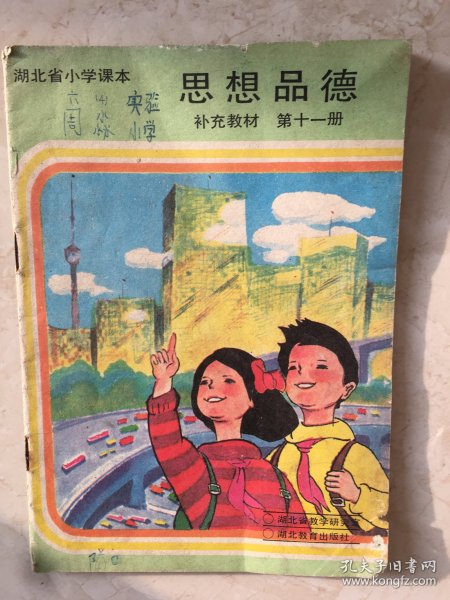 湖北省小学课本
思想品德
补充教材 第十一册
六(4) 实验
周淼 小学
湖北省教学研究
湖北教育出版社
孔夫子旧书网
kongfz.com